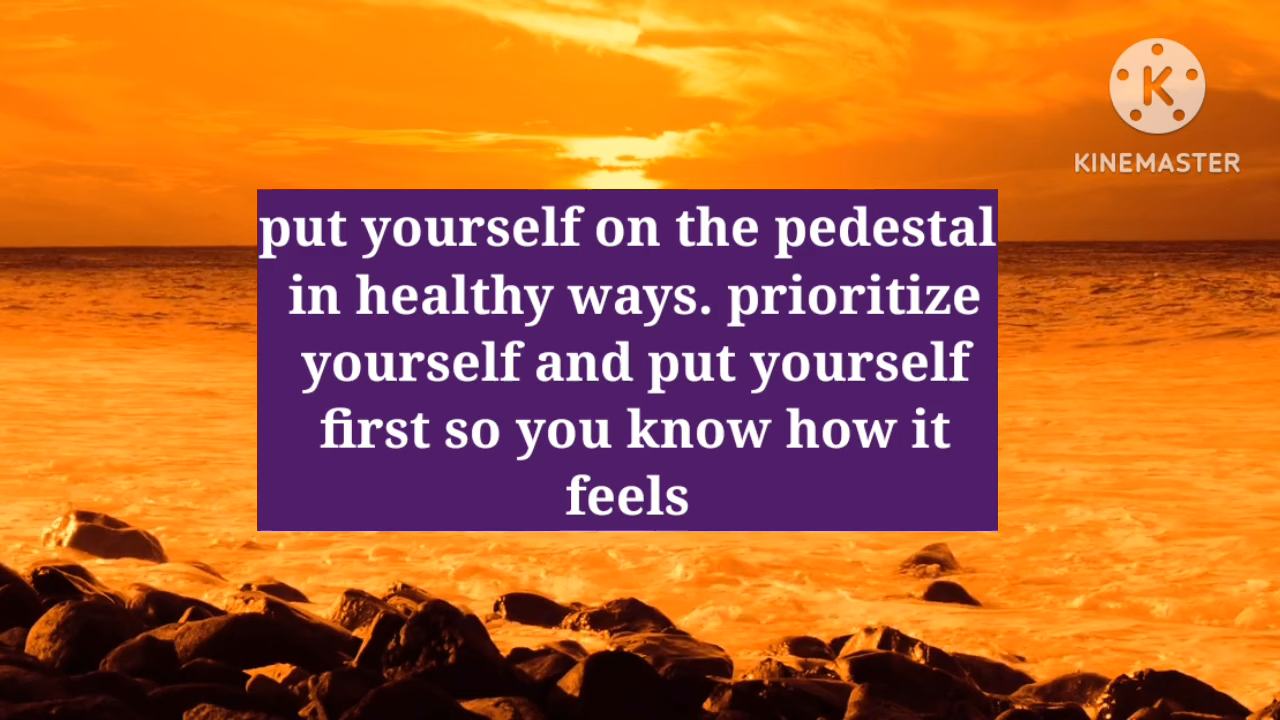 K
KINEMASTER
put yourself on the pedestal
in healthy ways. prioritize
yourself and put yourself
first so you know how it
feels